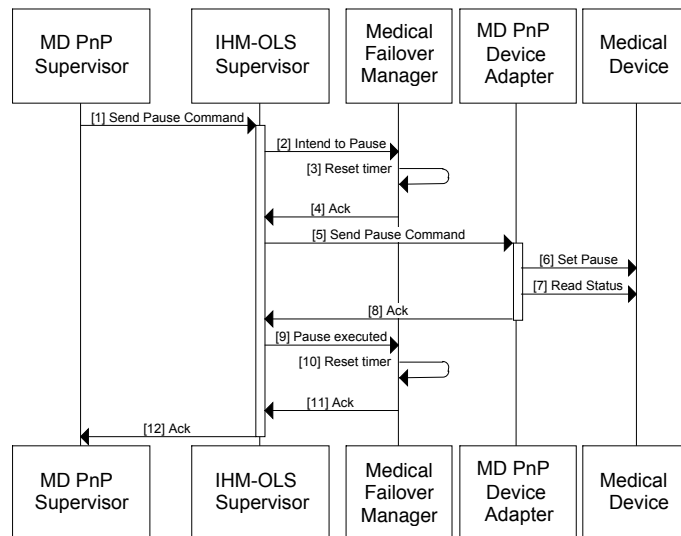 MD PnP
Supervisor
IHM-OLS
Supervisor
Medical
Failover
Manager
MD PnP
Device
Adapter
Medical
Device
[1] Send Pause Command
[2] Intend to Pause
[3] Reset timer
[4] Ack
[5] Send Pause Command
[6] Set Pause
[7] Read Status
[8] Ack
[9] Pause executed
[10] Reset timer
[11] Ack
[12] Ack
MD PnP
Supervisor
IHM-OLS
Supervisor
Medical
Failover
Manager
MD PnP
Device
Adapter
Medical
Device